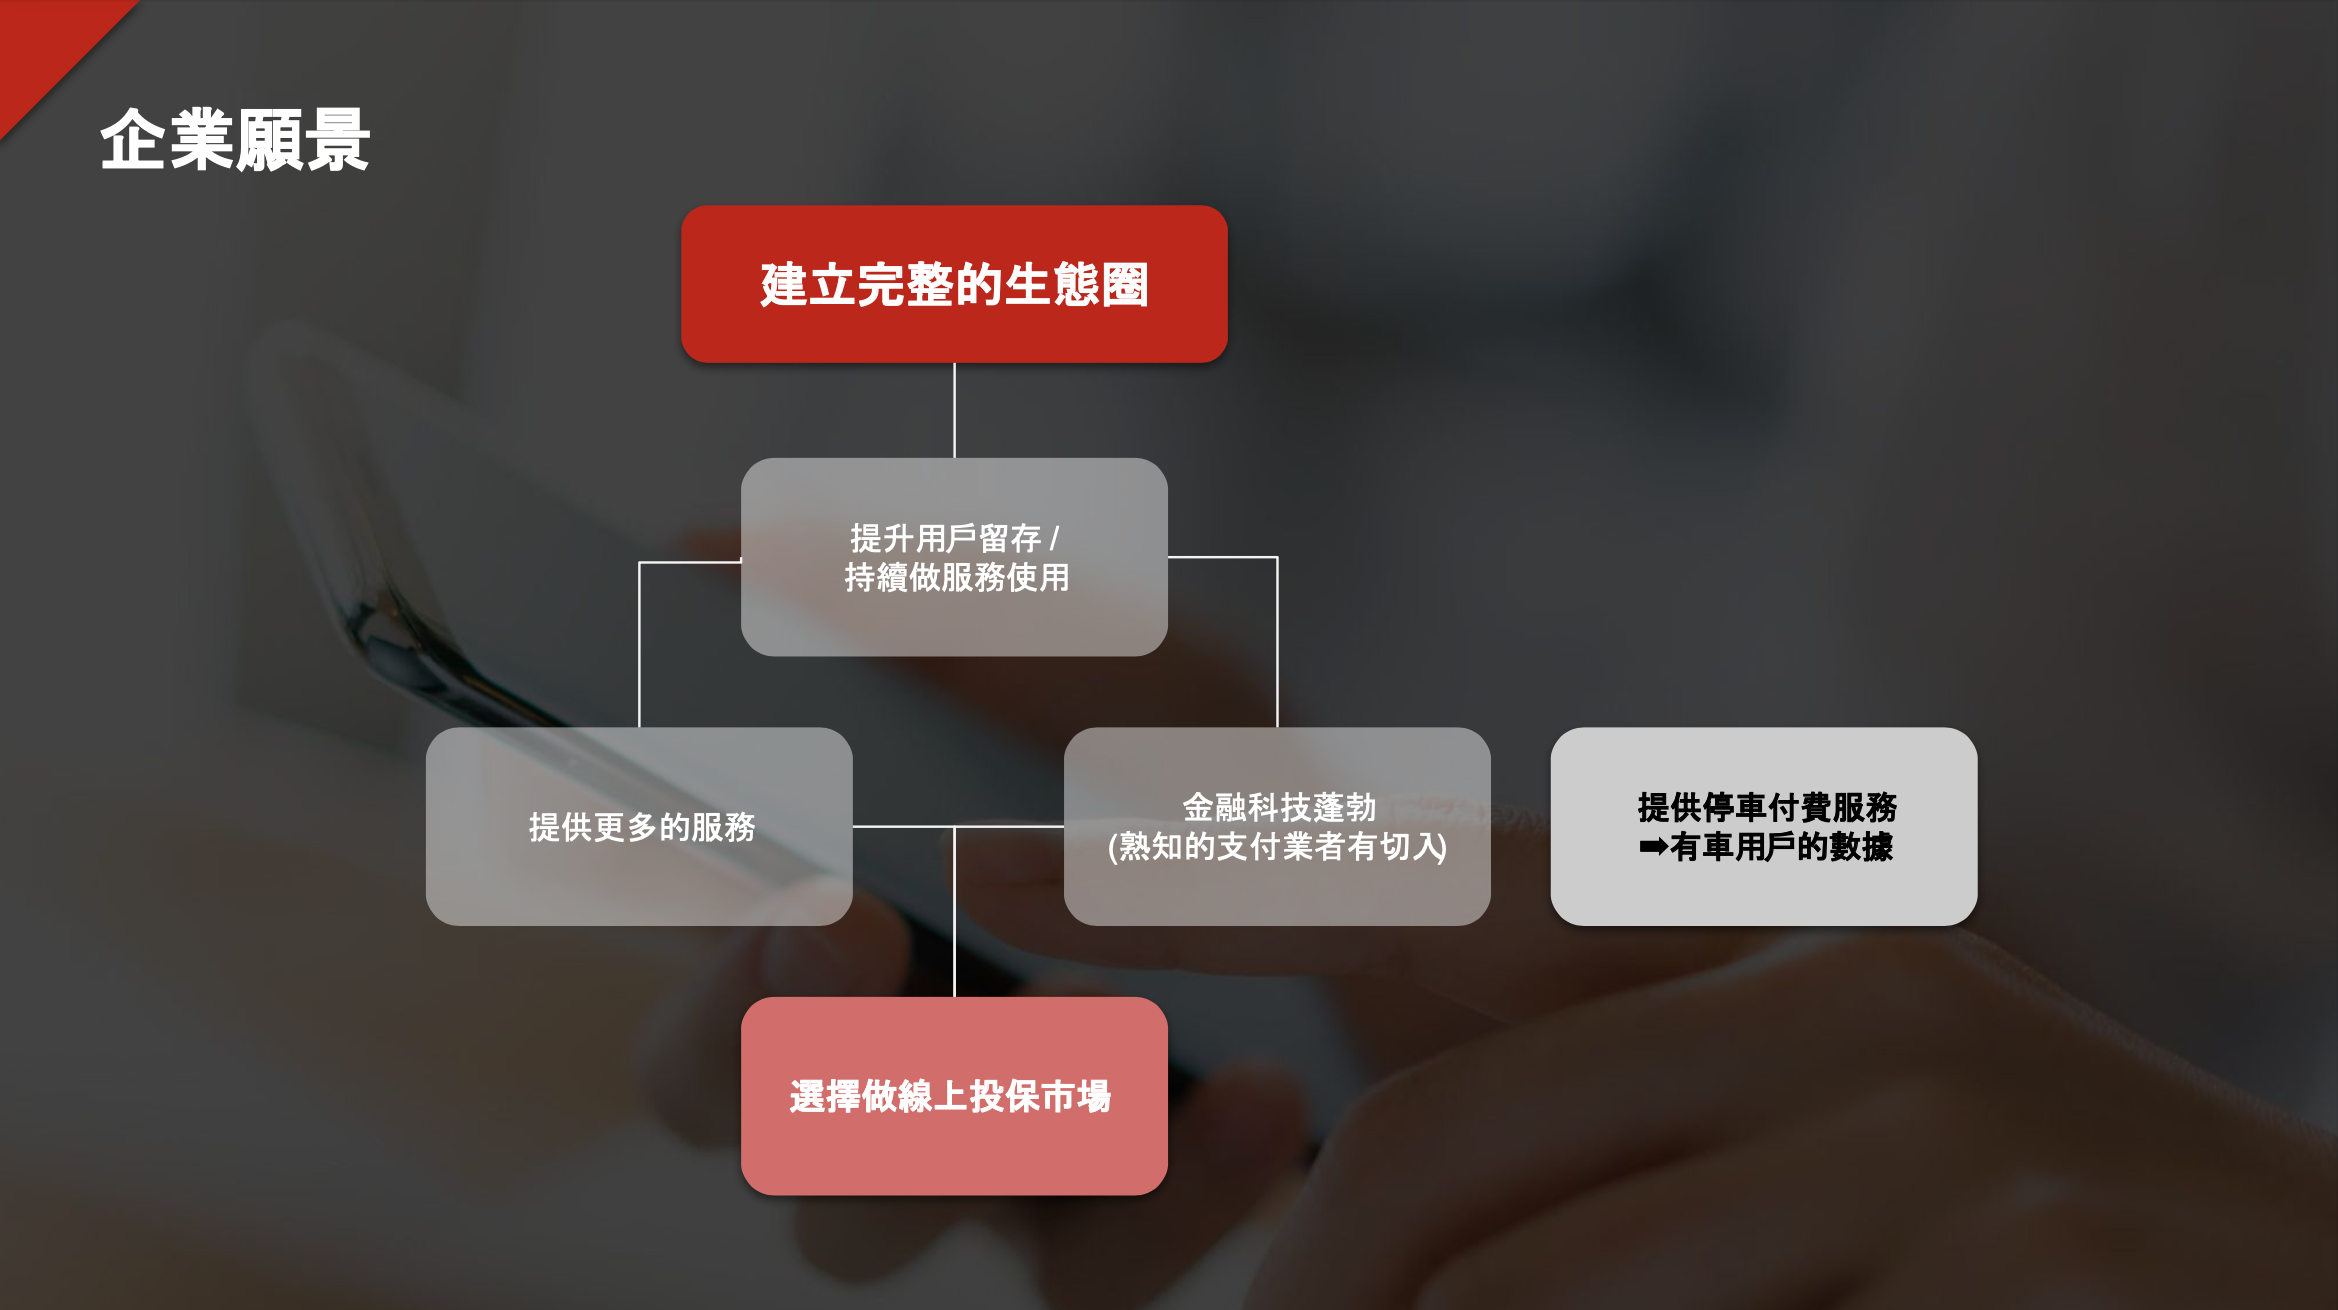 企業願景
建立完整的生態圈
提升用戶留存 /
持續做服務使用
提供更多的服務
金融科技蓬勃
(熟知的支付業者有切入)
提供停車付費服務
➡有車用戶的數據
選擇做線上投保市場